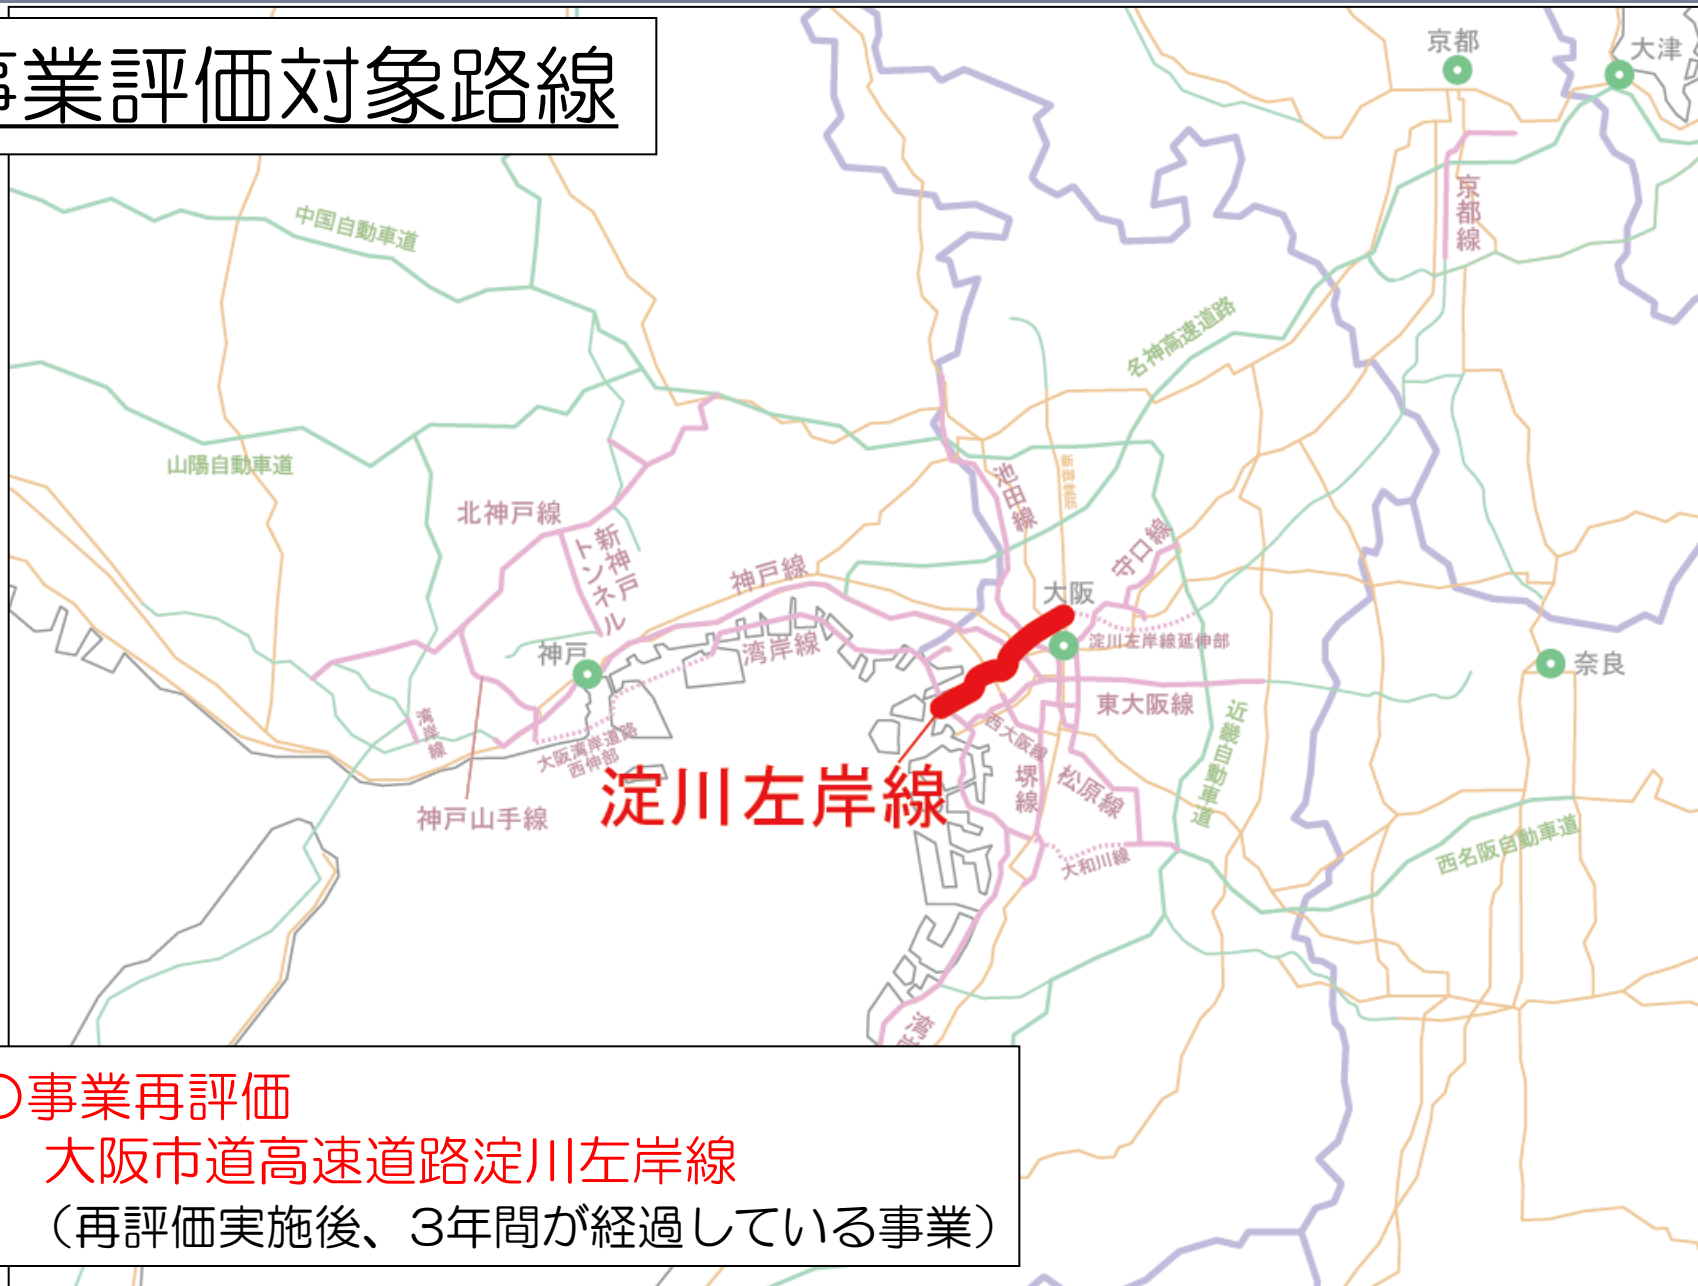 事業評価対象路線
京都
大津
京都線
中国自動車道
名神高速道路
山陽自動車道
池田線
新御堂筋
北神戸線
新神戸
トンネル
神戸線
守口線
大阪
淀川左岸線延伸部
神戸
湾岸線
奈良
東大阪線
湾岸線
大阪湾岸道路
西伸部
西大阪線
近畿自動車道
淀川左岸線
堺線
松原線
神戸山手線
大和川線
西名阪自動車道
湾岸
〇事業再評価
大阪市道高速道路淀川左岸線
（再評価実施後、3年間が経過している事業）